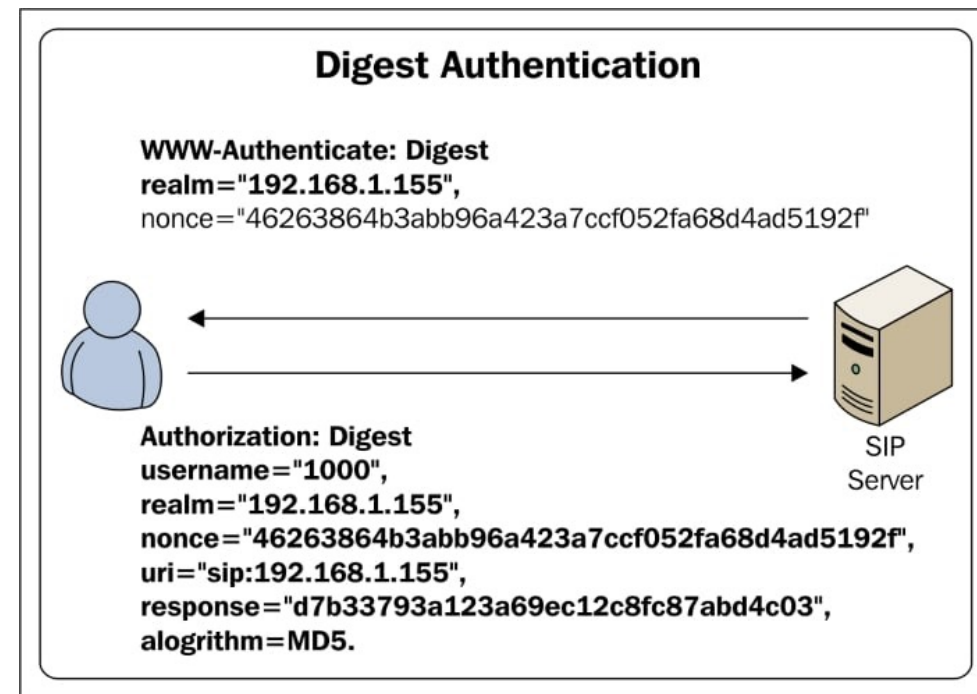 Digest Authentication
WWW-Authenticate: Digest
realm="192.168.1.155",
nonce="46263864b3abb96a423a7ccf052fa68d4ad5192f"
SIP
Server
Authorization: Digest
username="1000",
realm="192.168.1.155",
nonce="46263864b3abb96a423a7ccf052fa68d4ad5192f",
uri="sip:192.168.1.155",
response="d7b33793a123a69ec12c8fc87abd4c03",
alogrithm=MD5.